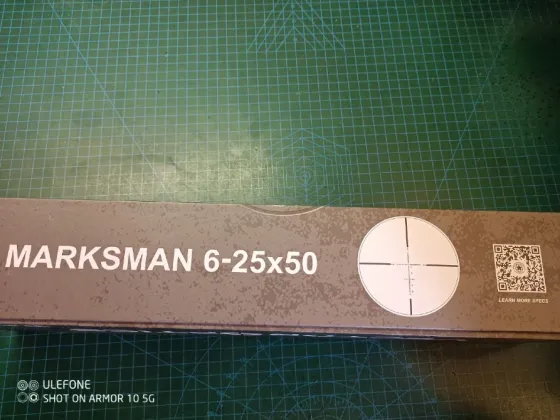 MARKSMAN 6-25x50
LEARN MORE SPECS
ULEFONE
SHOT ON ARMOR 10 5G